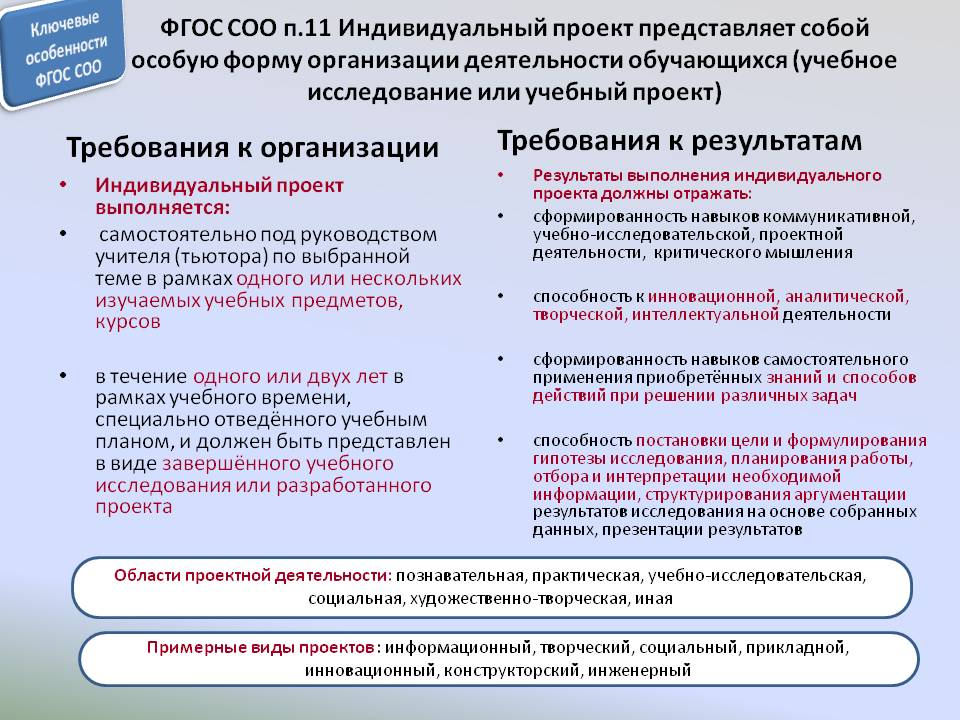 Ключевые
особенности
ФГОС СОО
ФГОС СОО п.11 Индивидуальный проект представляет собой
особую форму организации деятельности обучающихся (учебное
исследование или учебный проект)
Требования к организации
• Индивидуальный проект
выполняется:
• самостоятельно под руководством
учителя (тьютора) по выбранной
теме в рамках одного или нескольких
изучаемых учебных предметов,
курсов
• в течение одного или двух лет в
рамках учебного времени,
специально отведённого учебным
планом, и должен быть представлен
в виде завершённого учебного
исследования или разработанного
проекта
Требования к результатам
• Результаты выполнения индивидуального
проекта должны отражать:
• сформированность навыков коммуникативной,
учебно-исследовательской, проектной
деятельности, критического мышления
• способность к инновационной, аналитической,
творческой, интеллектуальной деятельности
• сформированность навыков самостоятельного
применения приобретённых знаний и способов
действий при решении различных задач
• способность постановки цели и формулирования
гипотезы исследования, планирования работы,
отбора и интерпретации необходимой
информации, структурирования аргументации
результатов исследования на основе собранных
данных, презентации результатов
Области проектной деятельности: познавательная, практическая, учебно-исследовательская,
социальная, художественно-творческая, иная
Примерные виды проектов : информационный, творческий, социальный, прикладной,
инновационный, конструкторский, инженерный